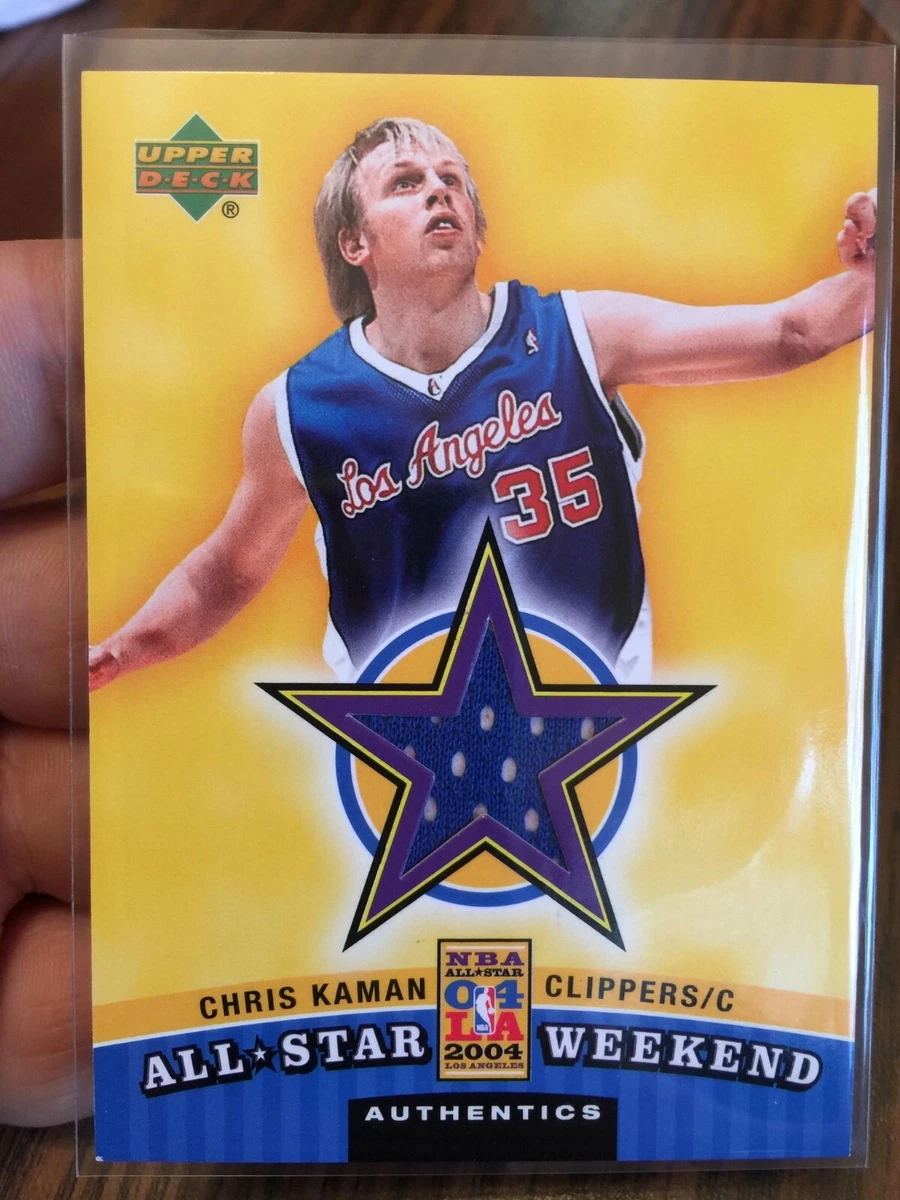 UPPER
D·E·C·K
®
Los Angeles
35
CHRIS KAMAN
CLIPPERS/C
NBA
ALL★STAR
04
NBA
LA
2004
LOS ANGELES
ALL★STAR WEEKEND
AUTHENTICS